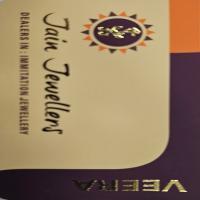 Jain Jewellers
DEALERS IN : IMMITATION JEWELLERY
VEERA